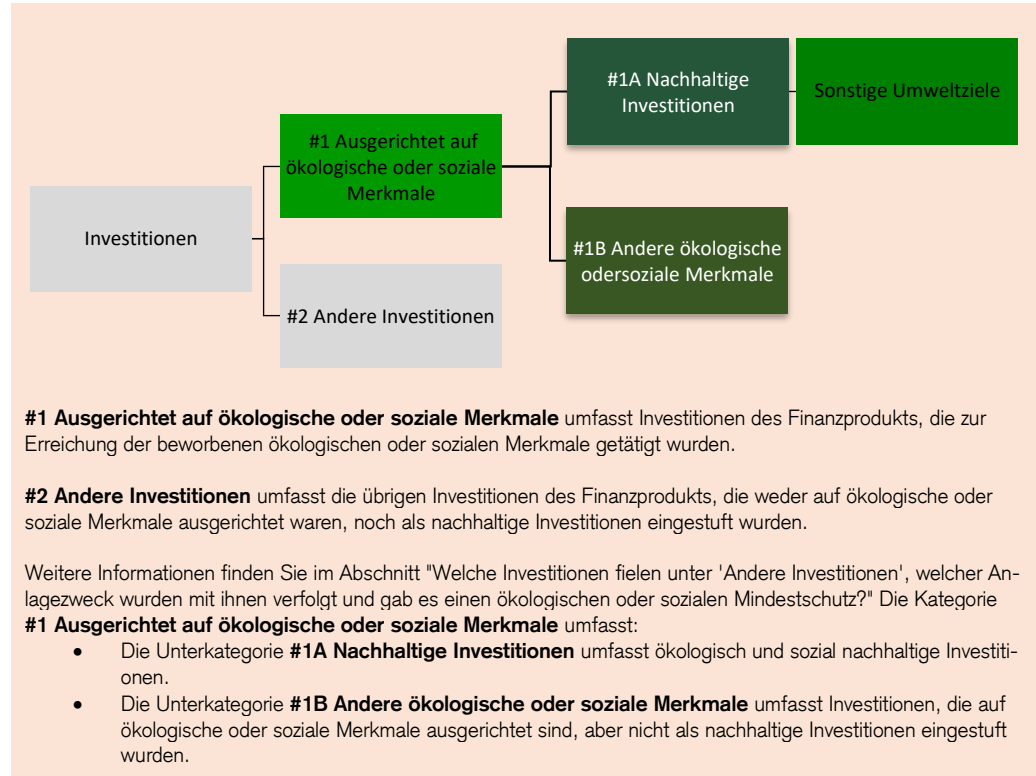 #1A Nachhaltige
Investitionen
Sonstige Umweltziele
#1 Ausgerichtet auf
ökologische oder soziale
Merkmale
Investitionen
#1B Andere ökologische
odersoziale Merkmale
#2 Andere Investitionen
#1 Ausgerichtet auf ökologische oder soziale Merkmale umfasst Investitionen des Finanzprodukts, die zur
Erreichung der beworbenen ökologischen oder sozialen Merkmale getätigt wurden.
#2 Andere Investitionen umfasst die übrigen Investitionen des Finanzprodukts, die weder auf ökologische oder
soziale Merkmale ausgerichtet waren, noch als nachhaltige Investitionen eingestuft wurden.
Weitere Informationen finden Sie im Abschnitt "Welche Investitionen fielen unter 'Andere Investitionen', welcher An-
lagezweck wurden mit ihnen verfolgt und gab es einen ökologischen oder sozialen Mindestschutz?" Die Kategorie
#1 Ausgerichtet auf ökologische oder soziale Merkmale umfasst:
• Die Unterkategorie #1A Nachhaltige Investitionen umfasst ökologisch und sozial nachhaltige Investiti-
onen.
• Die Unterkategorie #1B Andere ökologische oder soziale Merkmale umfasst Investitionen, die auf
ökologische oder soziale Merkmale ausgerichtet sind, aber nicht als nachhaltige Investitionen eingestuft
wurden.